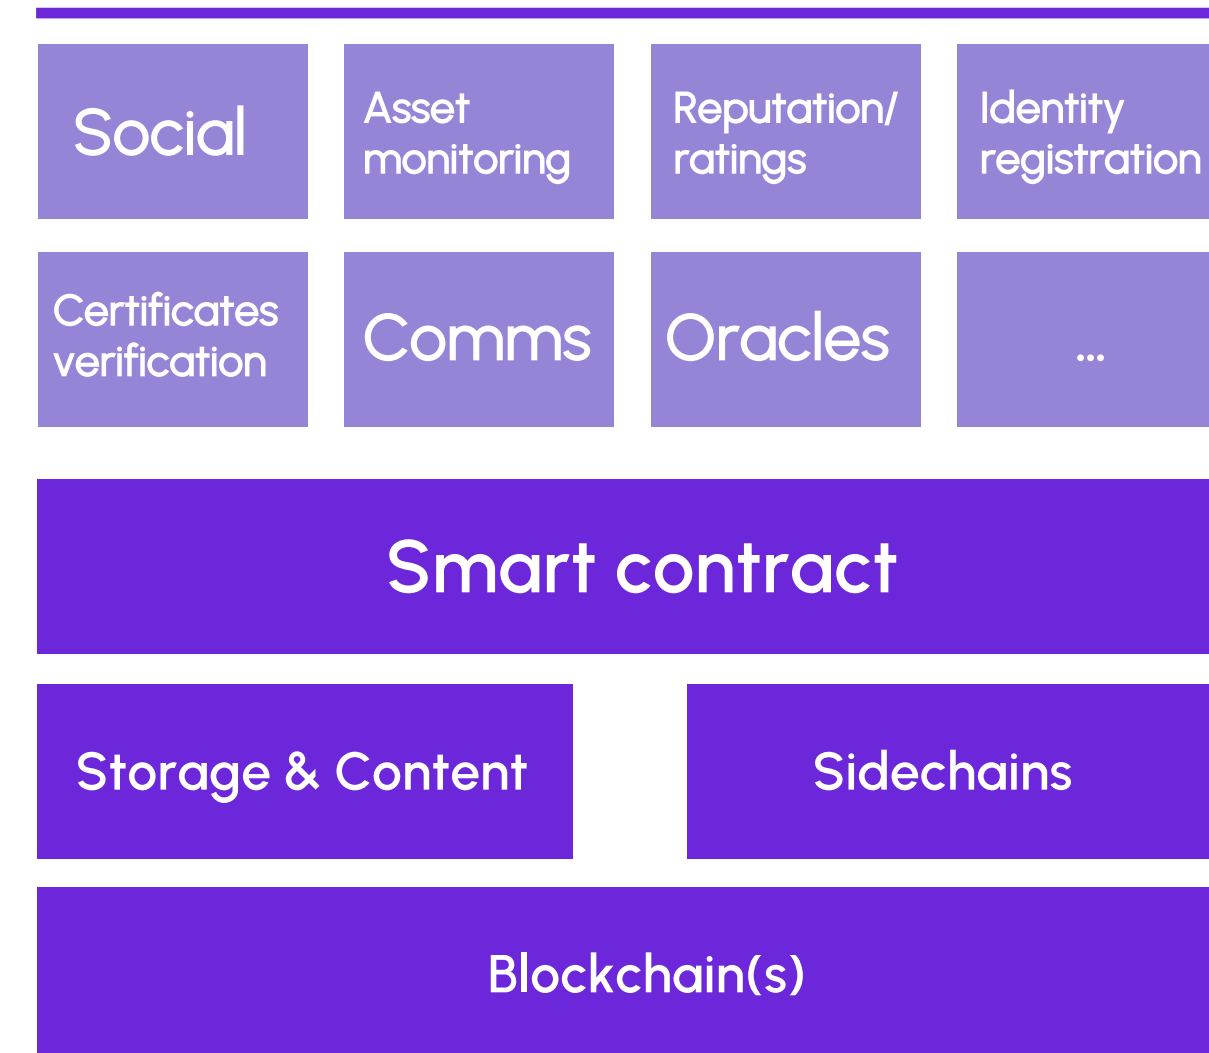 Social
Asset
monitoring
Reputation/
ratings
Identity
registration
Certificates
verification
Comms
Oracles
...
Smart contract
Storage & Content
Sidechains
Blockchain(s)